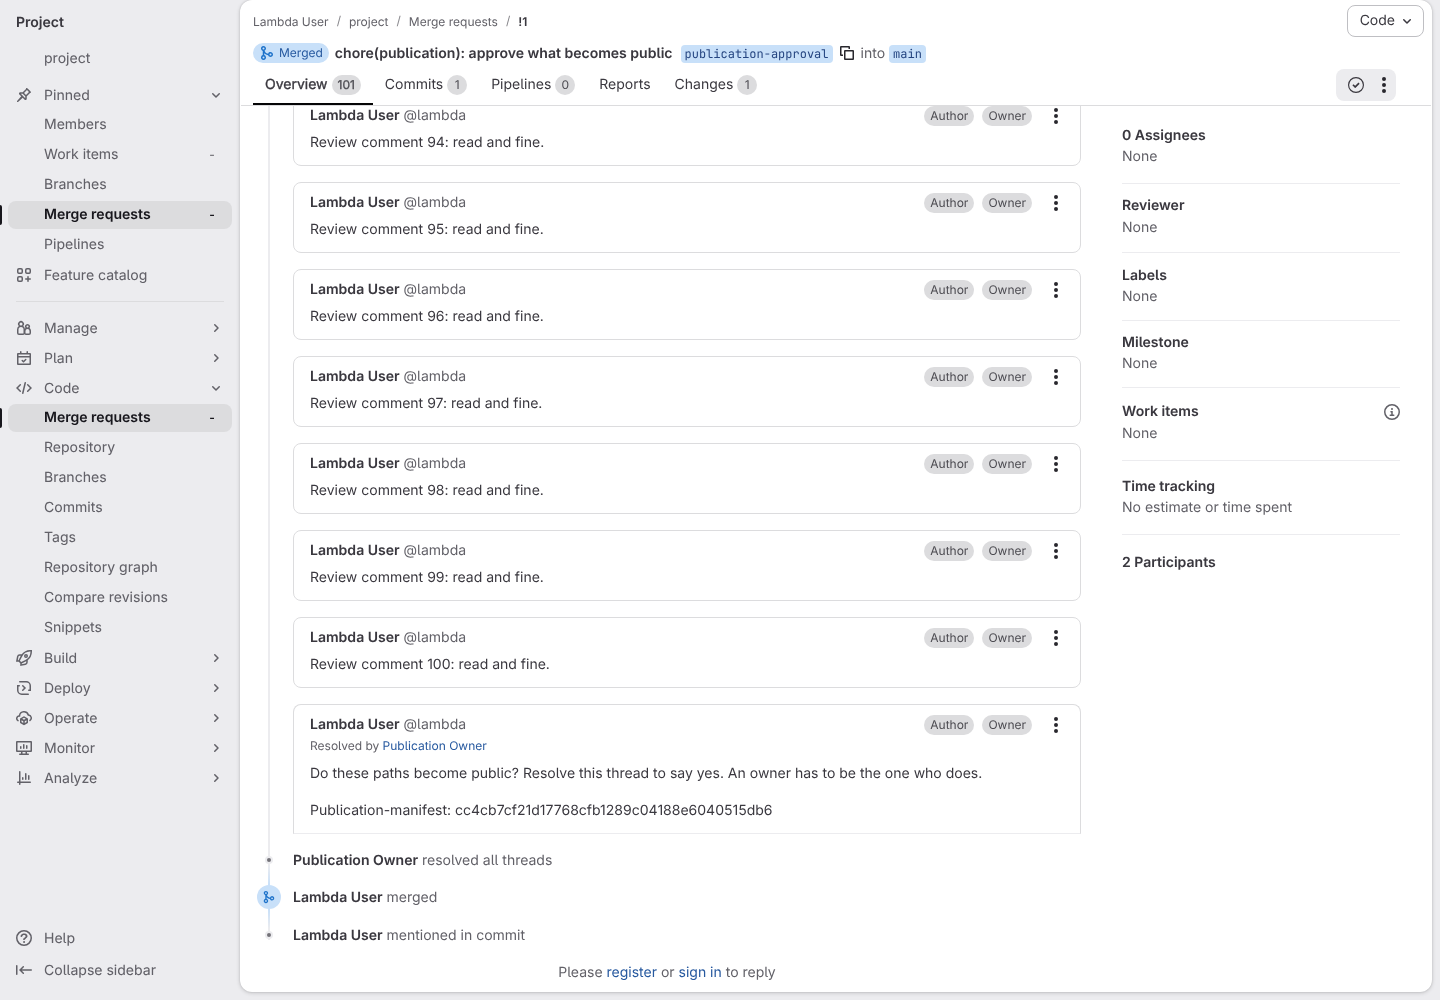 Project
project
Pinned
Members
Work items -
Branches
Merge requests -
Pipelines
Feature catalog
Manage
Plan
Code
Merge requests -
Repository
Branches
Commits
Tags
Repository graph
Compare revisions
Snippets
Build
Deploy
Operate
Monitor
Analyze
Help
Collapse sidebar
Lambda User / project / Merge requests / !1
Code
Merged chore(publication): approve what becomes public publication-approval into main
Overview 101 Commits 1 Pipelines 0 Reports Changes 1
Lambda User @lambda Author Owner
Review comment 94: read and fine.
Lambda User @lambda Author Owner
Review comment 95: read and fine.
Lambda User @lambda Author Owner
Review comment 96: read and fine.
Lambda User @lambda Author Owner
Review comment 97: read and fine.
Lambda User @lambda Author Owner
Review comment 98: read and fine.
Lambda User @lambda Author Owner
Review comment 99: read and fine.
Lambda User @lambda Author Owner
Review comment 100: read and fine.
Lambda User @lambda Author Owner
Resolved by Publication Owner
Do these paths become public? Resolve this thread to say yes. An owner has to be the one who does.
Publication-manifest: cc4cb7cf21d17768cfb1289c04188e6040515db6
Publication Owner resolved all threads
Lambda User merged
Lambda User mentioned in commit
Please register or sign in to reply
0 Assignees
None
Reviewer
None
Labels
None
Milestone
None
Work items
None
Time tracking
No estimate or time spent
2 Participants